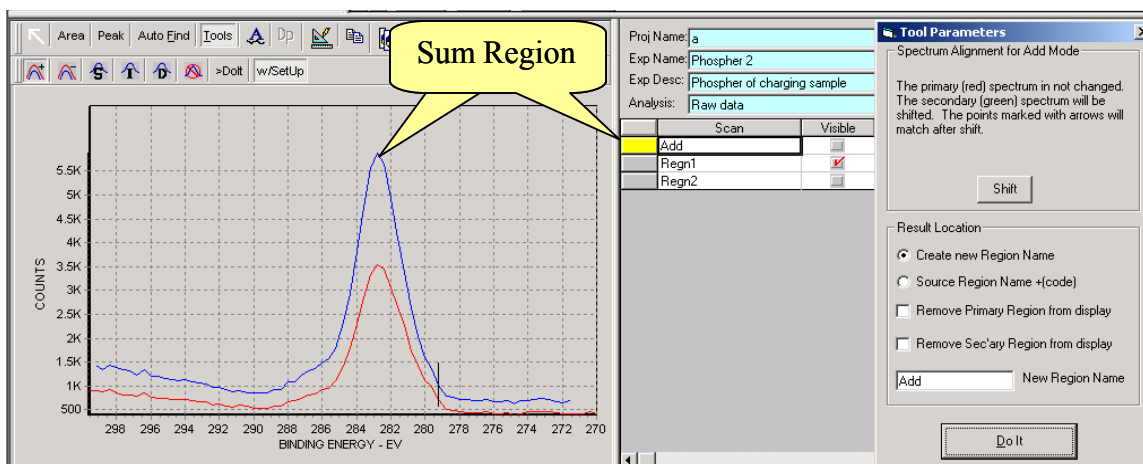 Area Peak Auto Find Tools Dp
S I D >DoIt w/SetUp
Sum Region
5.5K
5K
4.5K
4K
3.5K
3K
2.5K
2K
1.5K
1K
500
COUNTS
298 296 294 292 290 288 286 284 282 280 278 276 274 272 270
BINDING ENERGY - EV
Proj Name: a
Exp Name: Phospher 2
Exp Desc: Phospher of charging sample
Analysis: Raw data
Scan Visible
Add
Regn1
Regn2
Tool Parameters
Spectrum Alignment for Add Mode
The primary (red) spectrum in not changed.
The secondary (green) spectrum will be
shifted. The points marked with arrows will
match after shift.
Shift
Result Location
Create new Region Name
Source Region Name +(code)
Remove Primary Region from display
Remove Sec'ary Region from display
Add New Region Name
Do It